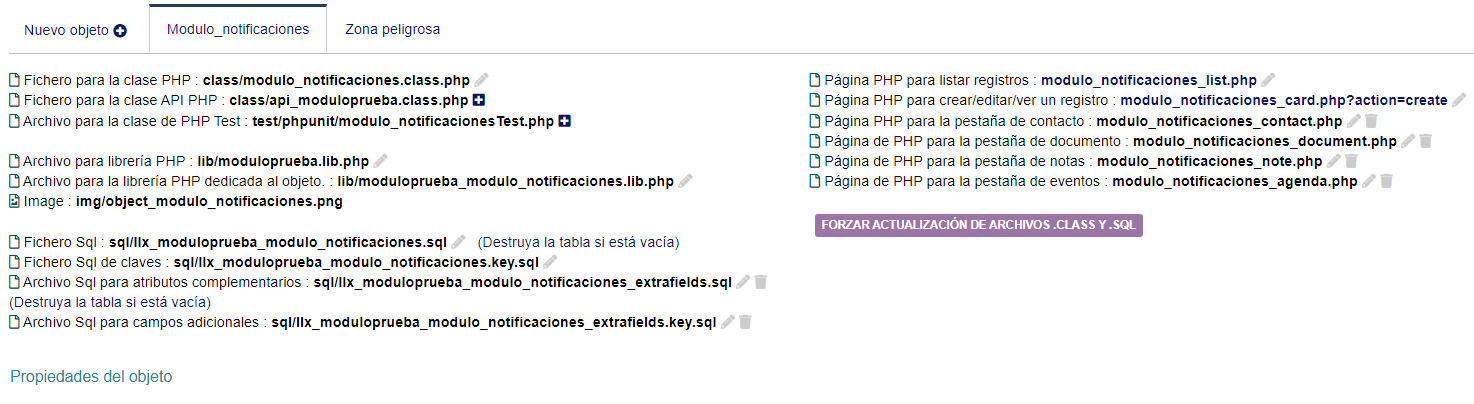 Nuevo objeto
Modulo_notificaciones
Zona peligrosa
Fichero para la clase PHP : class/modulo_notificaciones.class.php
Fichero para la clase API PHP : class/api_moduloprueba.class.php
Archivo para la clase de PHP Test : test/phpunit/modulo_notificacionesTest.php
Archivo para librería PHP : lib/moduloprueba.lib.php
Archivo para la librería PHP dedicada al objeto. : lib/moduloprueba_modulo_notificaciones.lib.php
Image : img/object_modulo_notificaciones.png
Fichero Sql : sql/llx_moduloprueba_modulo_notificaciones.sql (Destruya la tabla si está vacía)
Fichero Sql de claves : sql/llx_moduloprueba_modulo_notificaciones.key.sql
Archivo Sql para atributos complementarios : sql/llx_moduloprueba_modulo_notificaciones_extrafields.sql
(Destruya la tabla si está vacía)
Archivo Sql para campos adicionales : sql/llx_moduloprueba_modulo_notificaciones_extrafields.key.sql
Página PHP para listar registros : modulo_notificaciones_list.php
Página PHP para crear/editar/ver un registro : modulo_notificaciones_card.php?action=create
Página PHP para la pestaña de contacto : modulo_notificaciones_contact.php
Página de PHP para la pestaña de documento : modulo_notificaciones_document.php
Página de PHP para la pestaña de notas : modulo_notificaciones_note.php
Página de PHP para la pestaña de eventos : modulo_notificaciones_agenda.php
FORZAR ACTUALIZACIÓN DE ARCHIVOS .CLASS Y .SQL
Propiedades del objeto